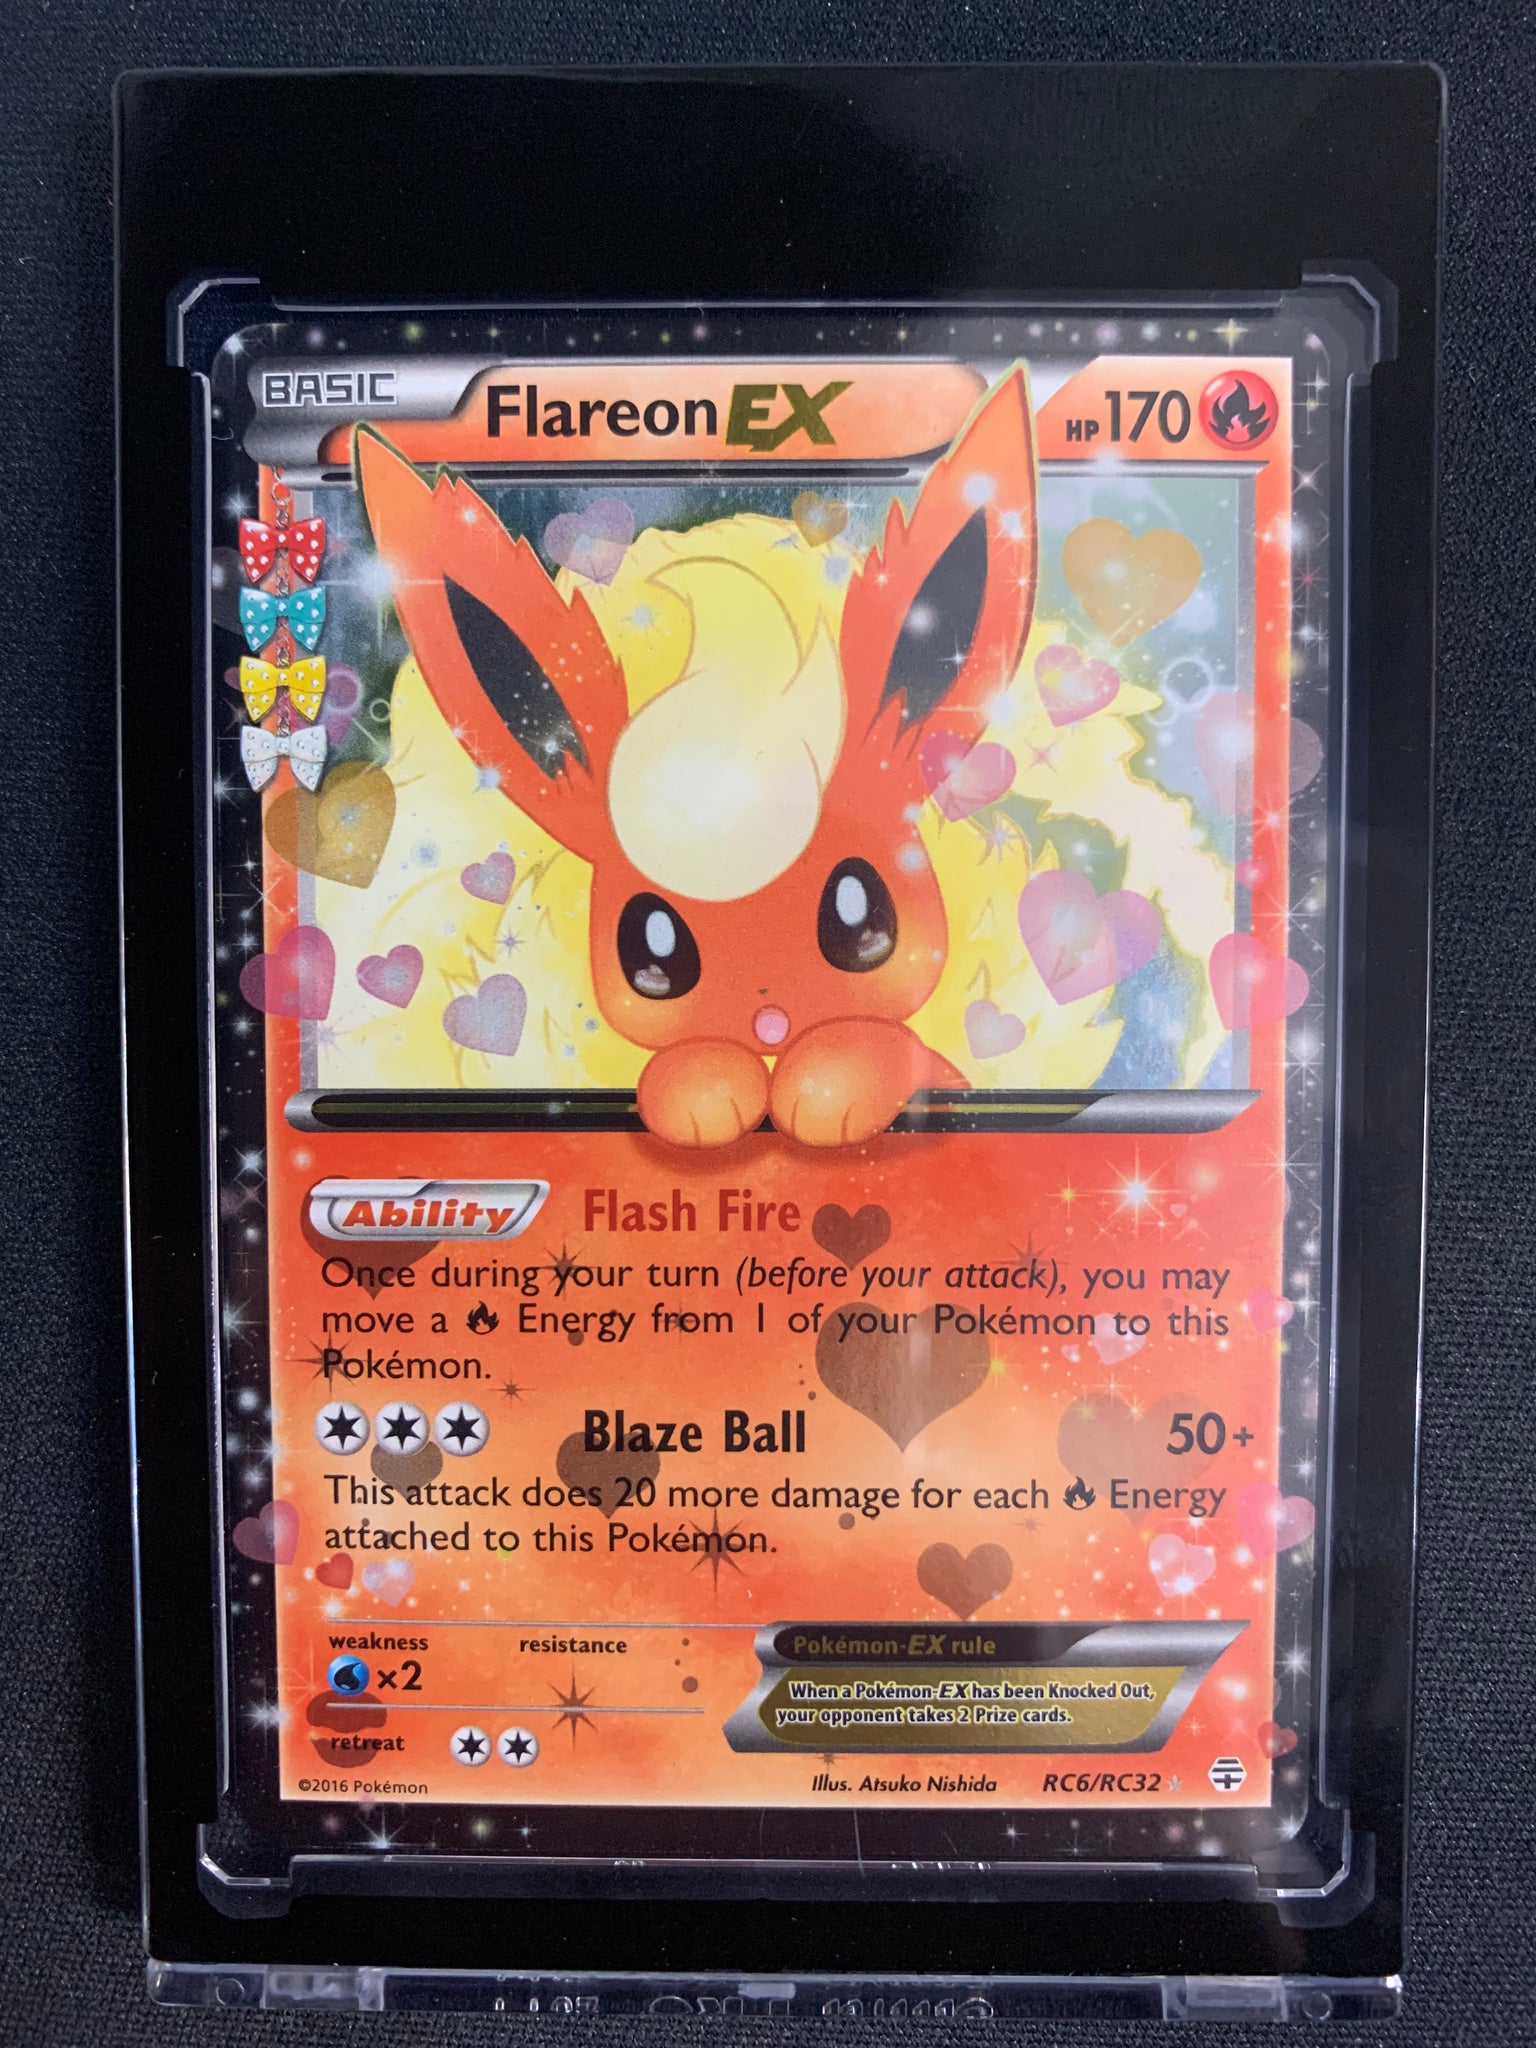 BASIC
Flareon EX
HP 170
Ability Flash Fire
Once during your turn (before your attack), you may
move a Energy from 1 of your Pokémon to this
Pokémon.
Blaze Ball 50+
This attack does 20 more damage for each Energy
attached to this Pokémon.
weakness resistance
×2
retreat
Pokémon-EX rule
When a Pokémon-EX has been Knocked Out,
your opponent takes 2 Prize cards.
©2016 Pokémon
Illus. Atsuko Nishida
RC6/RC32